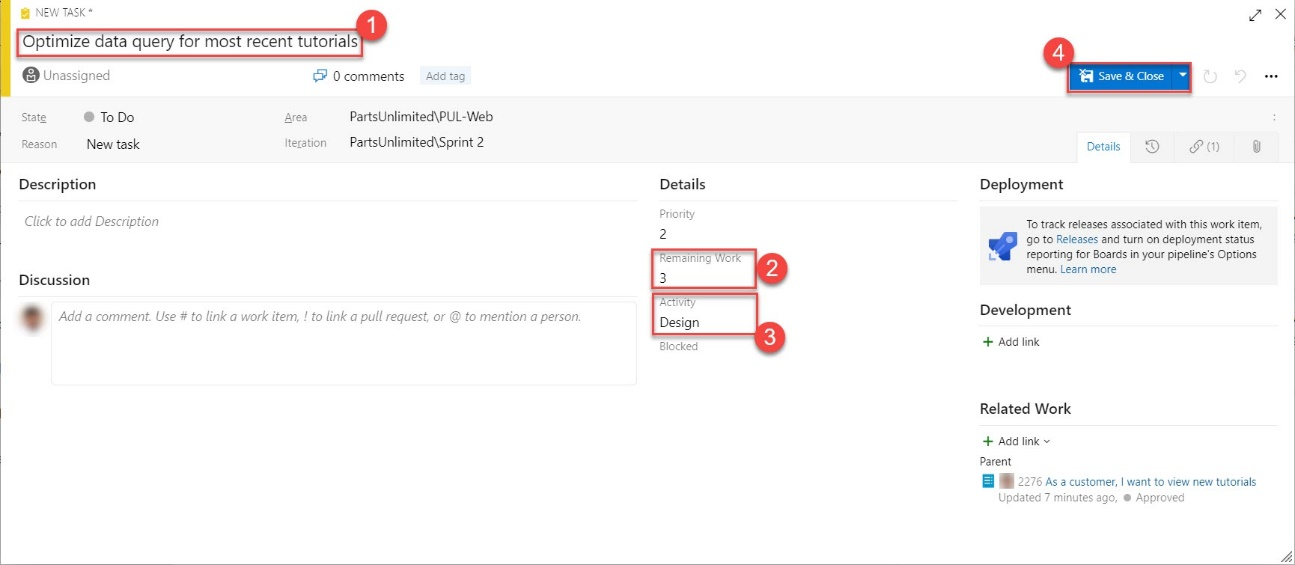 NEW TASK *
1
Optimize data query for most recent tutorials
4
Unassigned
0 comments
Add tag
Save & Close
State
To Do
Area
PartsUnlimited\PUL-Web
Reason
New task
Iteration
PartsUnlimited\Sprint 2
Details
(1)
Description
Click to add Description
Discussion
Add a comment. Use # to link a work item, ! to link a pull request, or @ to mention a person.
Details
Priority
2
Remaining Work
3
2
Activity
Design
3
Blocked
Deployment
To track releases associated with this work item,
go to Releases and turn on deployment status
reporting for Boards in your pipeline's Options
menu. Learn more
Development
+ Add link
Related Work
+ Add link
Parent
2276 As a customer, I want to view new tutorials
Updated 7 minutes ago, Approved